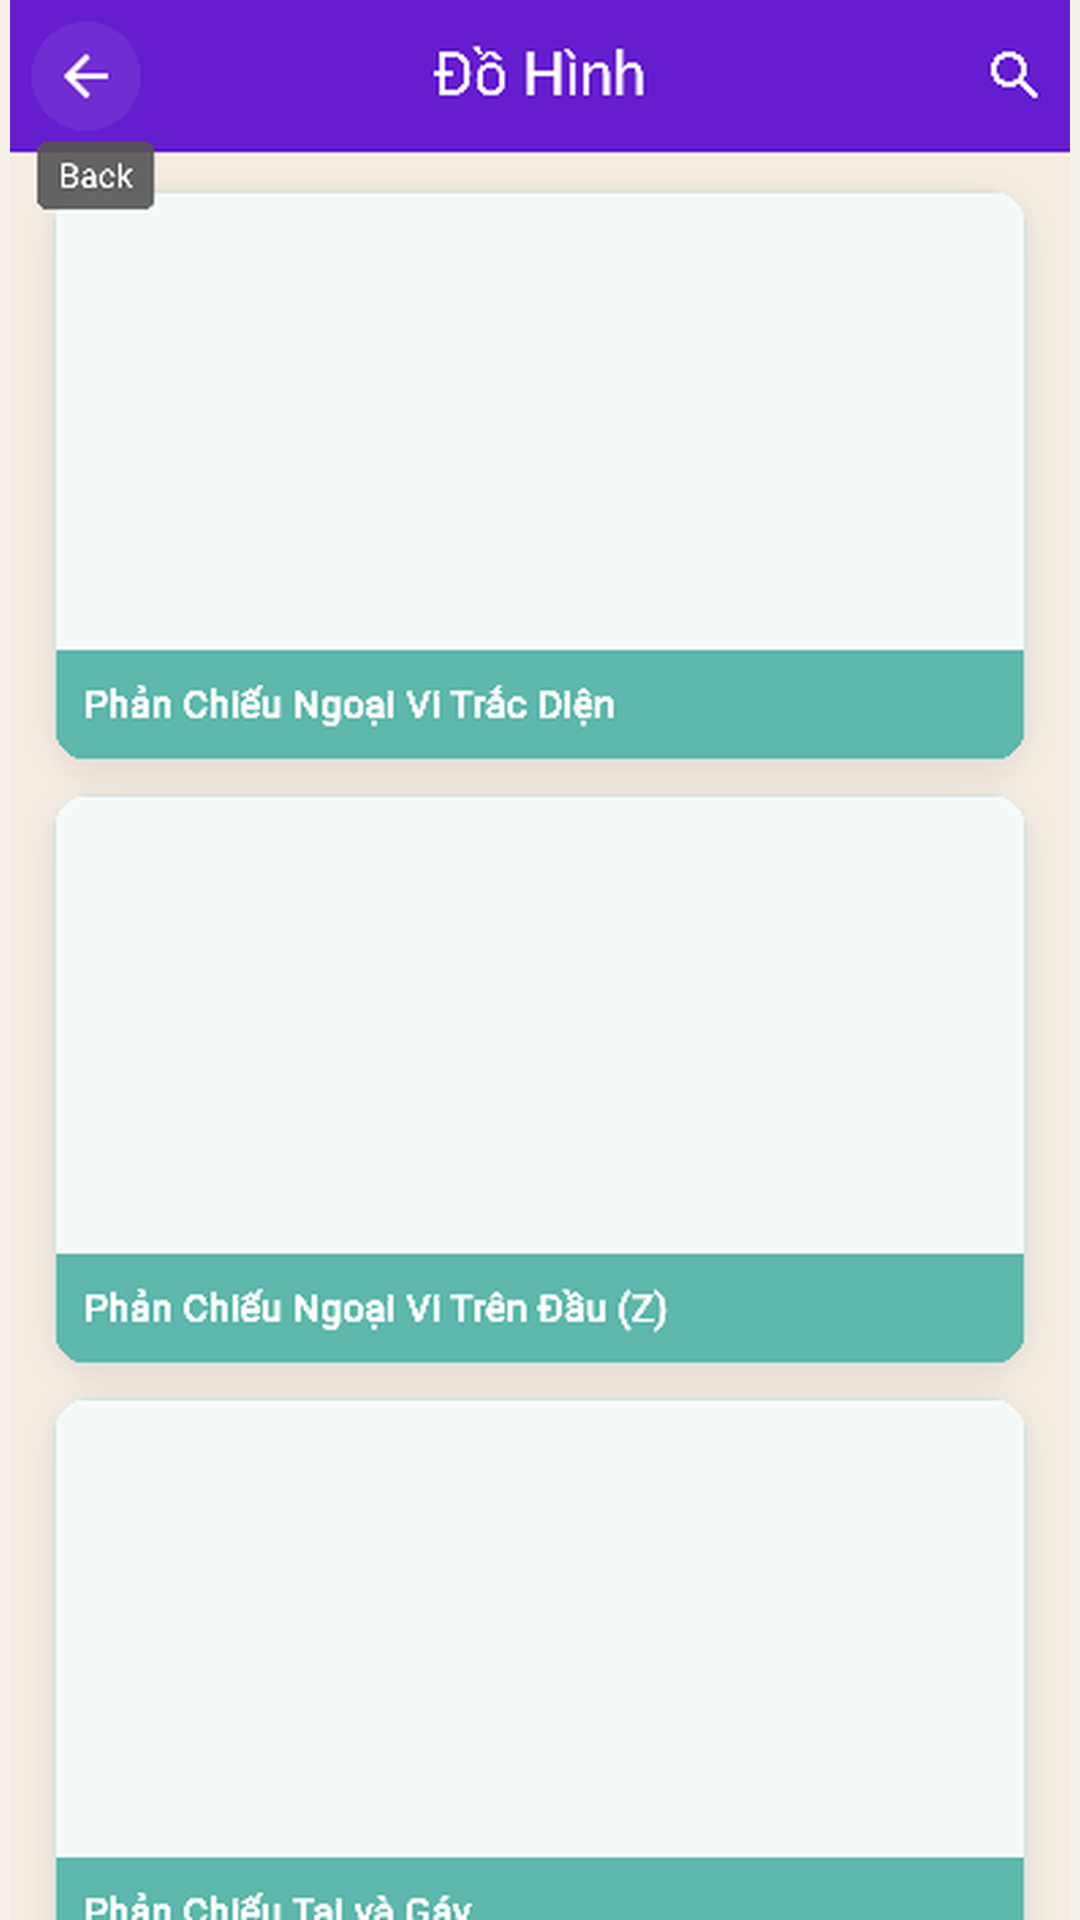 Đồ Hình
Back
Phản Chiếu Ngoại Vi Trắc Diện
Phản Chiếu Ngoại Vi Trên Đầu (Z)
Phản Chiếu Tai và Gáy